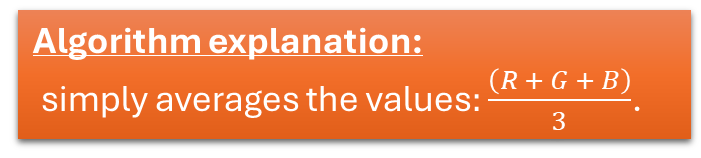 Algorithm explanation:
simply averages the values: (R + G + B) / 3.